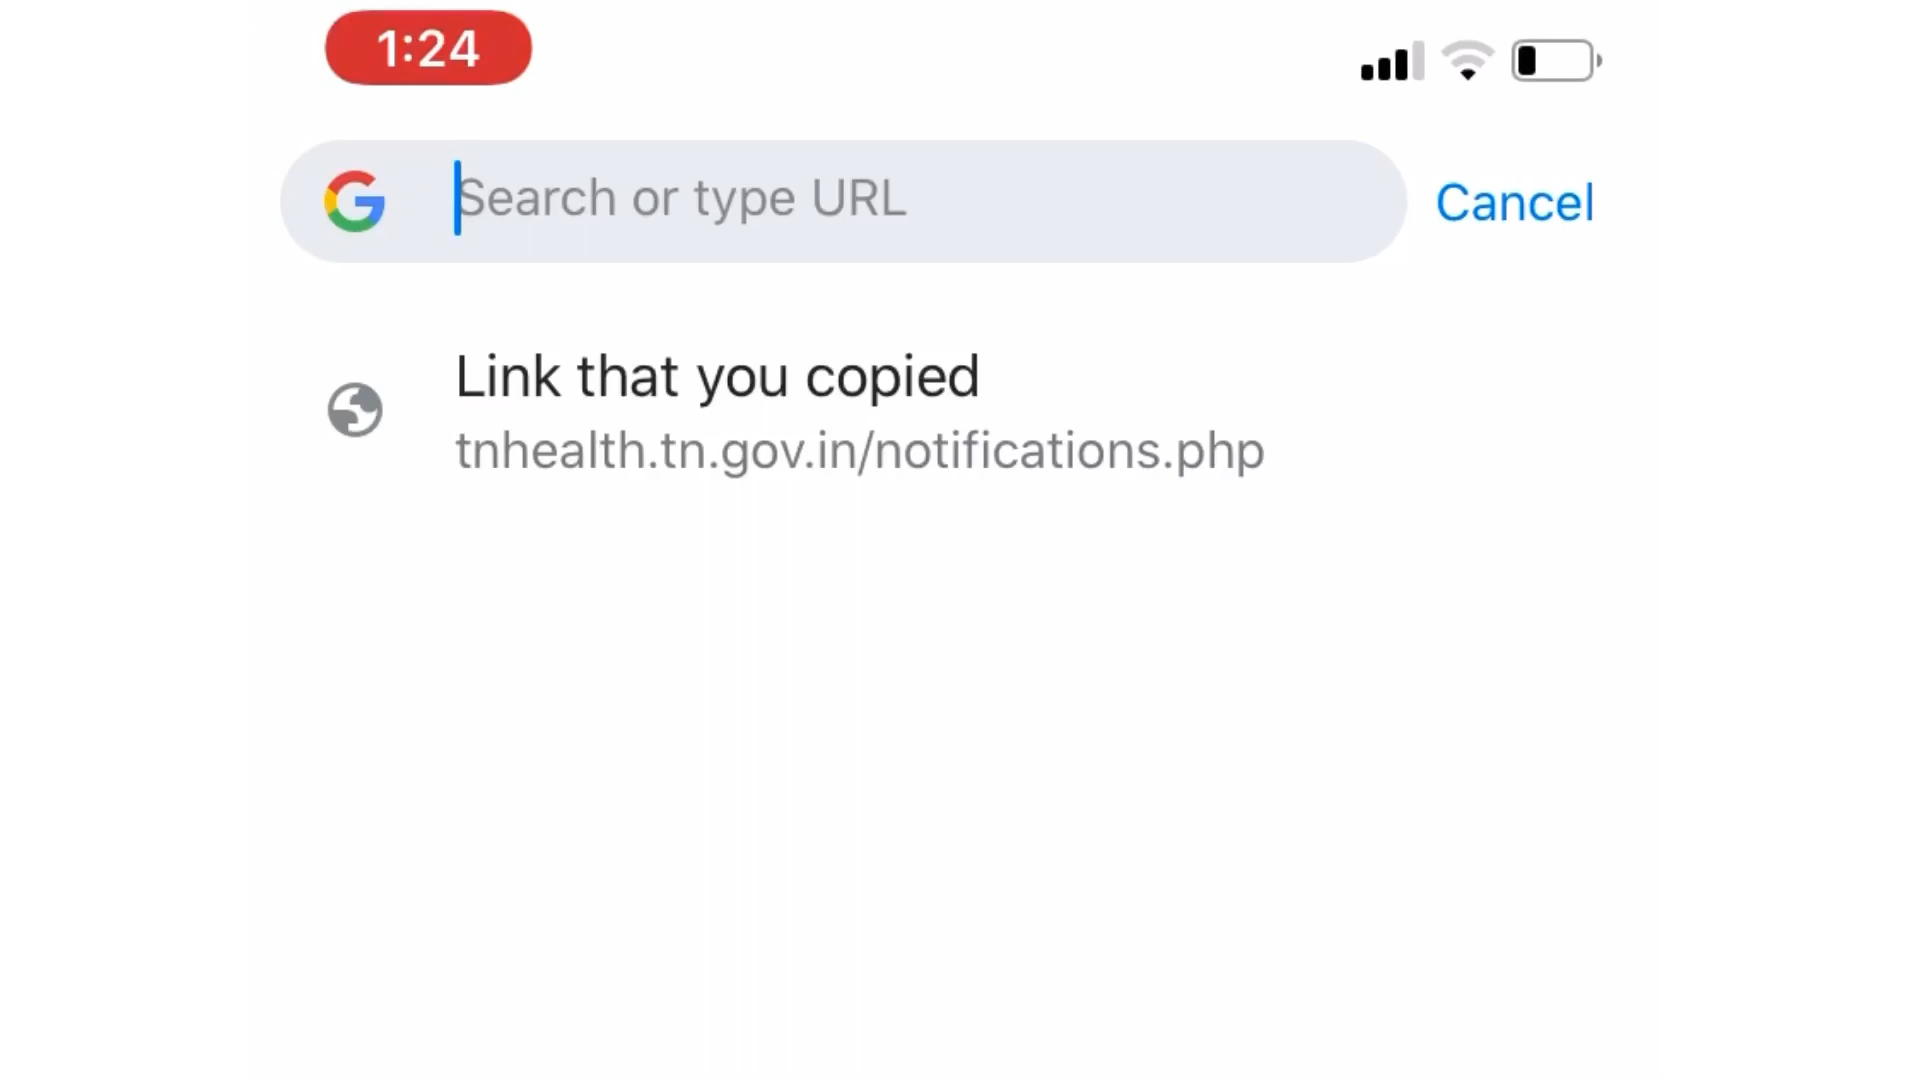 1:24
Search or type URL
Cancel
Link that you copied
tnhealth.tn.gov.in/notifications.php